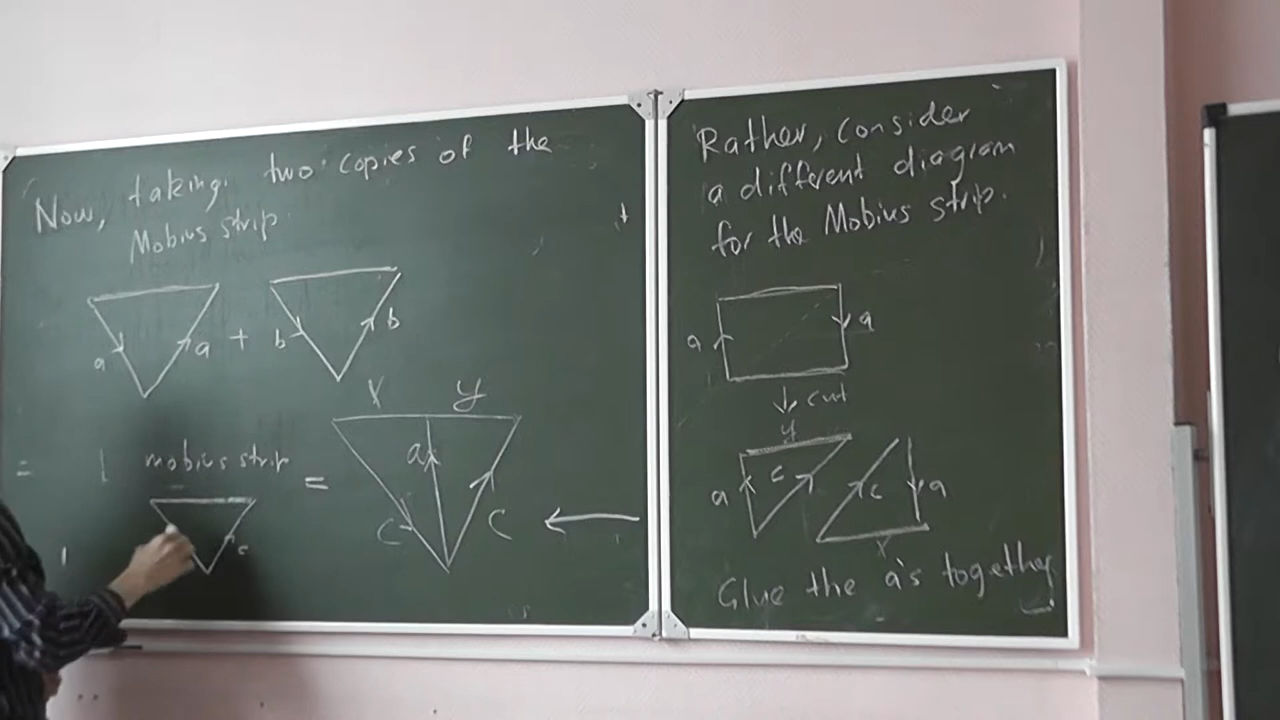 Now, taking two copies of the
Mobius strip
a a + b b
x y
= 1 mobius strip = a
c c c
Rather, consider
a different diagram
for the Mobius strip.
a a
cut
y
a c c a
x
Glue the a's together